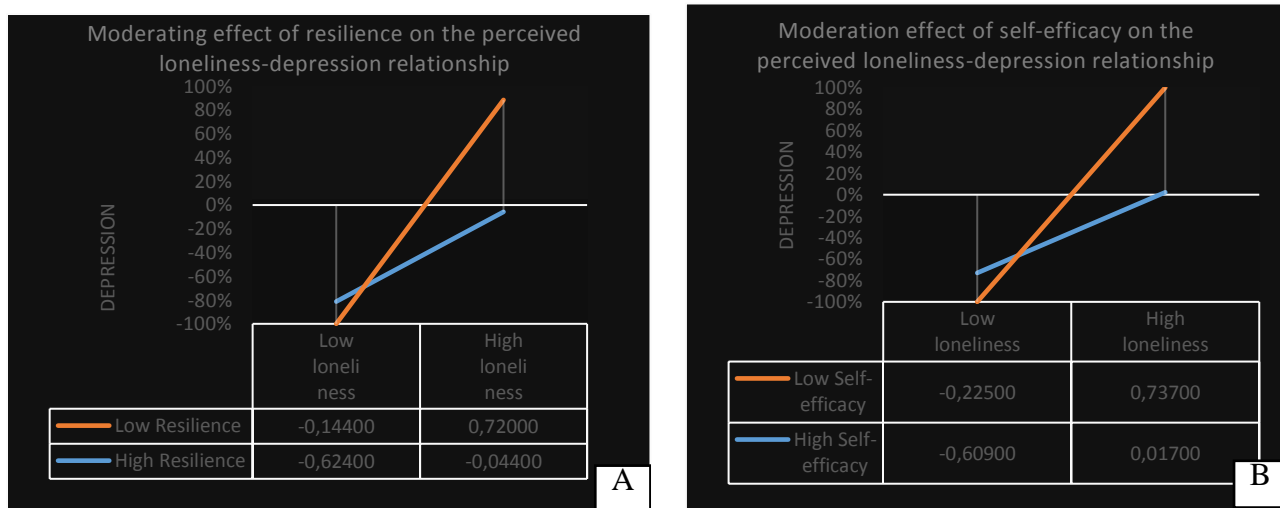 Moderating effect of resilience on the perceived
loneliness-depression relationship
DEPRESSION
100%
80%
60%
40%
20%
0%
-20%
-40%
-60%
-80%
-100%
Low
loneli
ness
High
loneli
ness
Low Resilience -0,14400 0,72000
High Resilience -0,62400 -0,04400
A
Moderation effect of self-efficacy on the
perceived loneliness-depression relationship
DEPRESSION
100%
80%
60%
40%
20%
0%
-20%
-40%
-60%
-80%
-100%
Low
loneliness
High
loneliness
Low Self-
efficacy
-0,22500 0,73700
High Self-
efficacy
-0,60900 0,01700
B